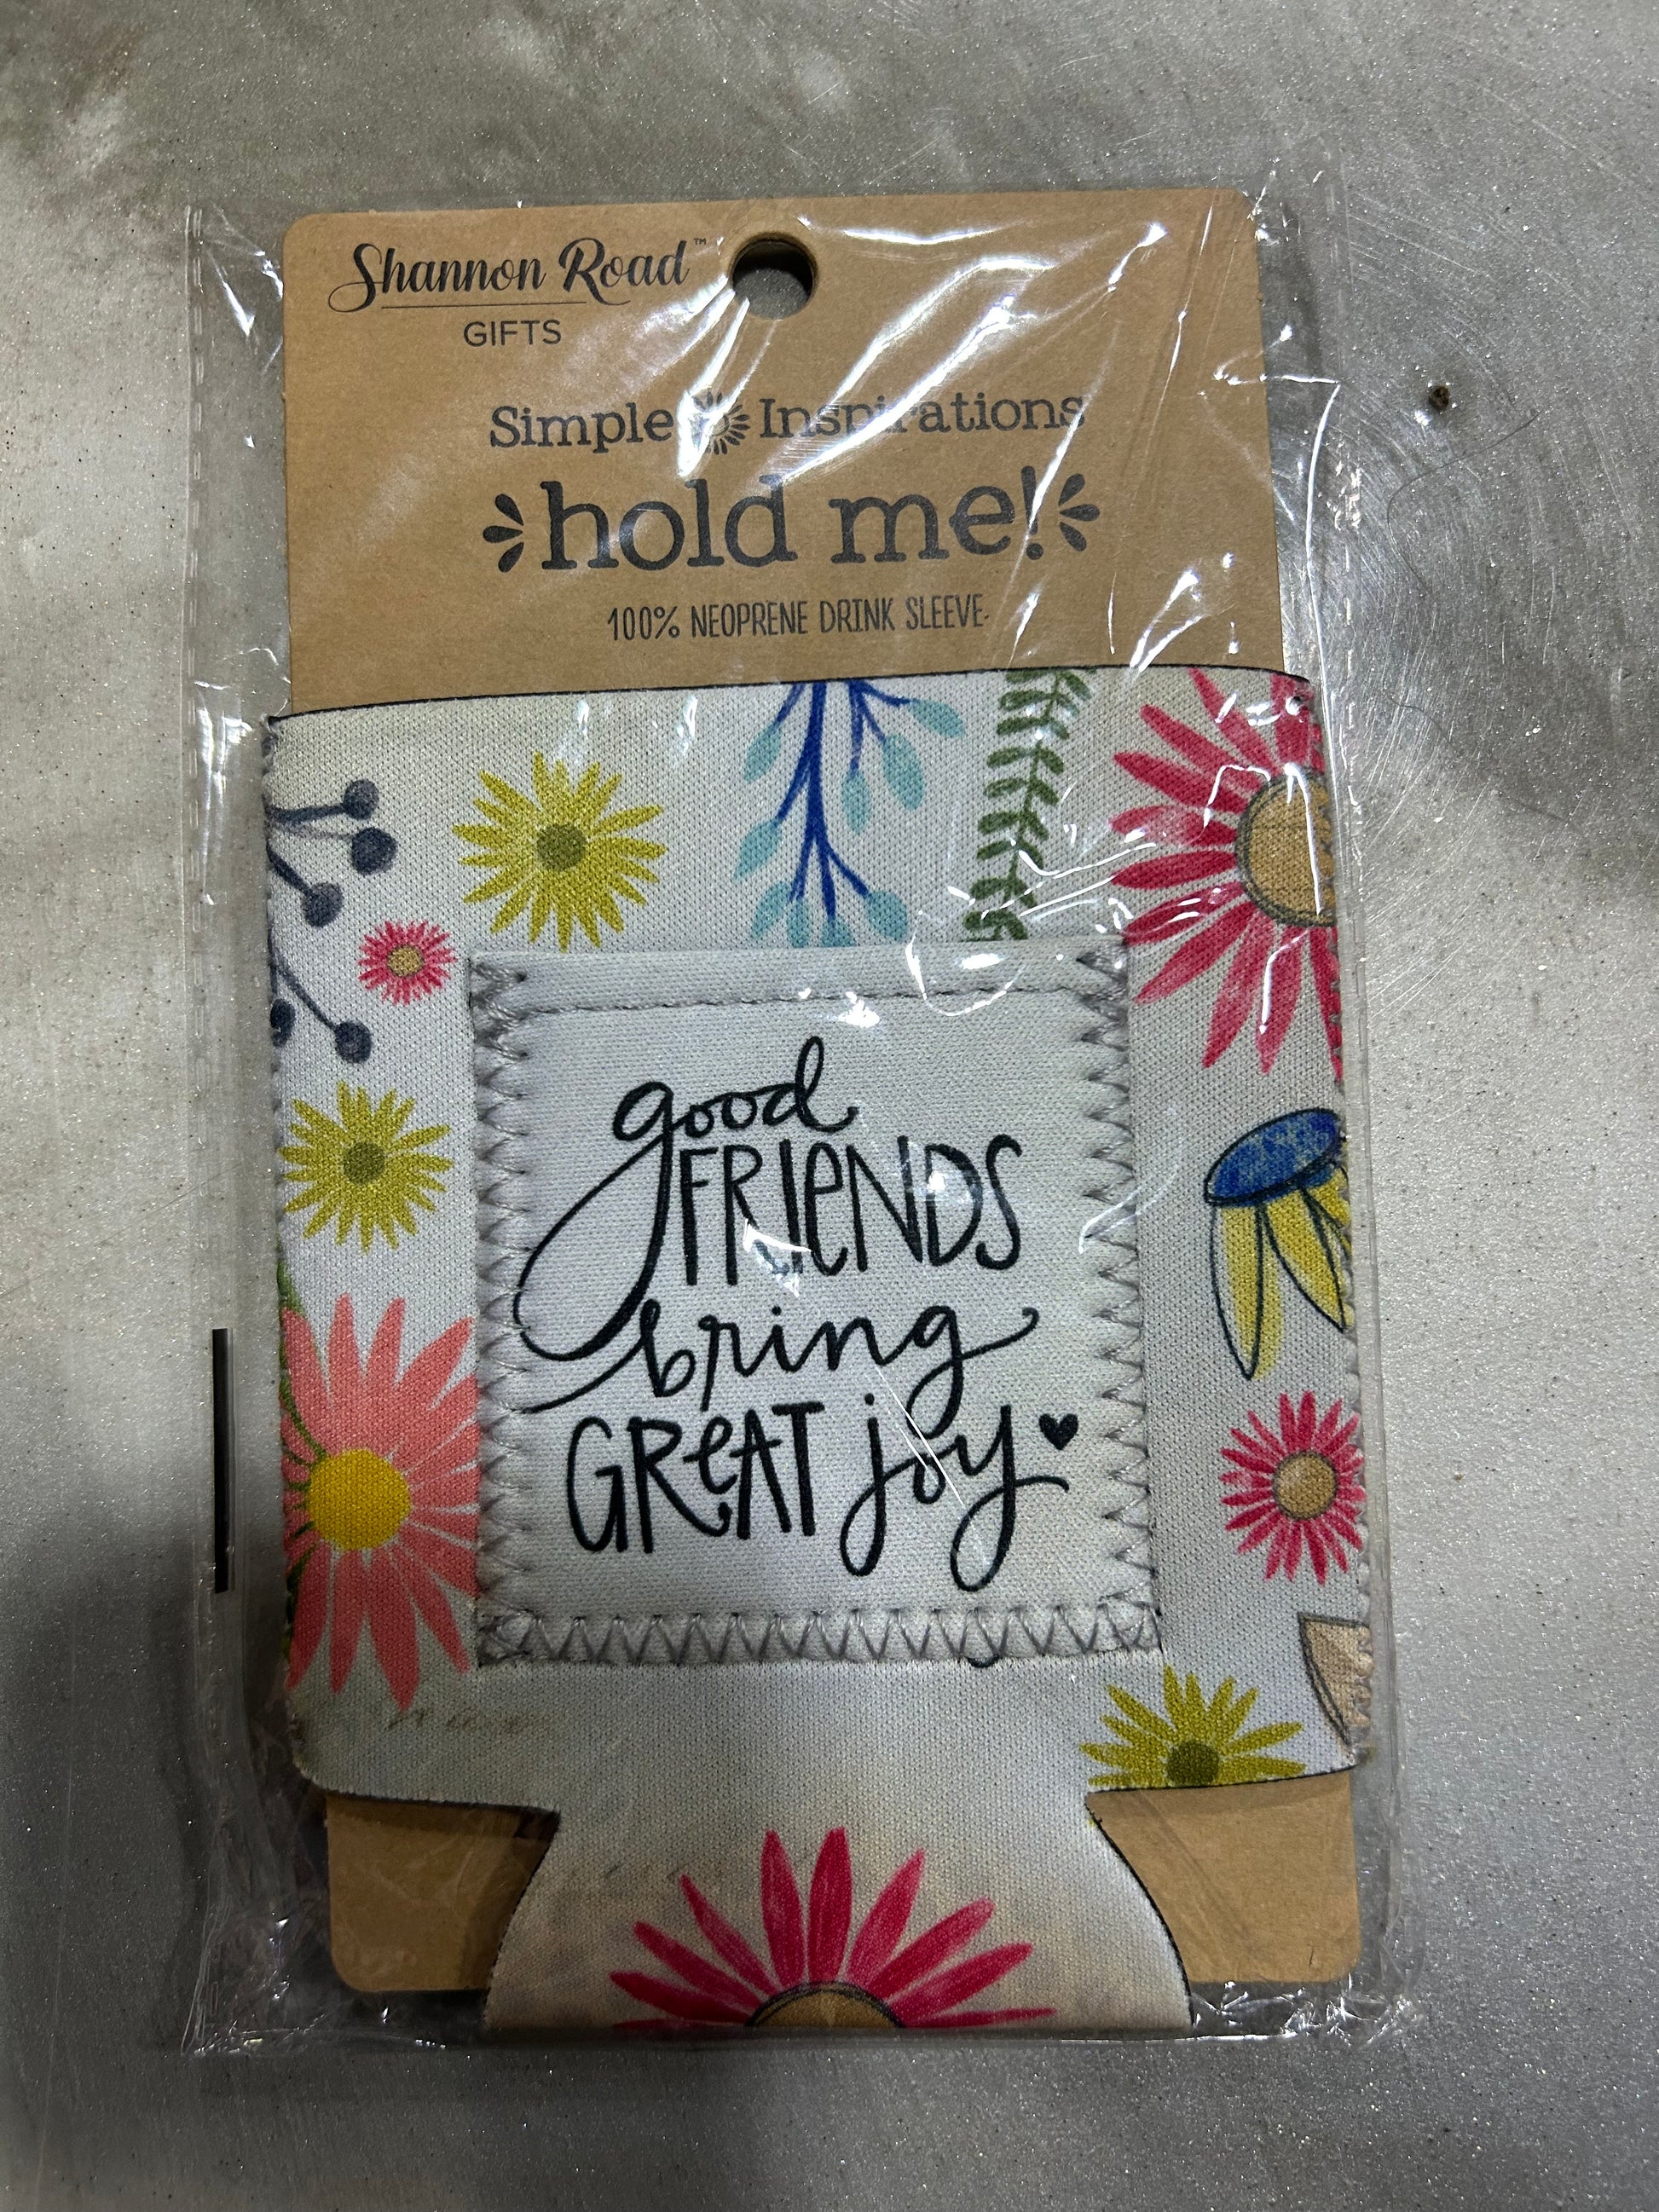 Shannon Road™
GIFTS
Simple Inspirations
hold me!
100% NEOPRENE DRINK SLEEVE
good
FRIeNDS
bring
GReAT joy